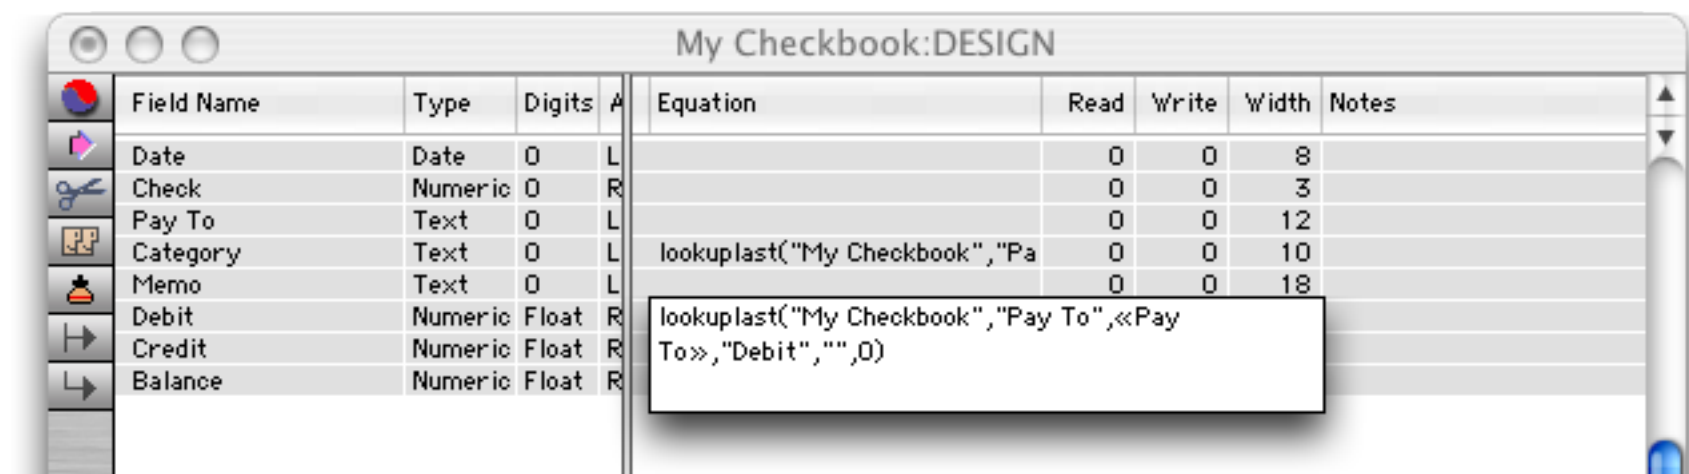 My Checkbook:DESIGN
Field Name Type Digits A Equation Read Write Width Notes
Date Date 0 L 0 0 8
Check Numeric 0 R 0 0 3
Pay To Text 0 L 0 0 12
Category Text 0 L lookuplast("My Checkbook","Pa 0 0 10
Memo Text 0 L 0 0 18
Debit Numeric Float R lookuplast("My Checkbook","Pay To",«Pay
Credit Numeric Float R To»,"Debit","",0)
Balance Numeric Float R